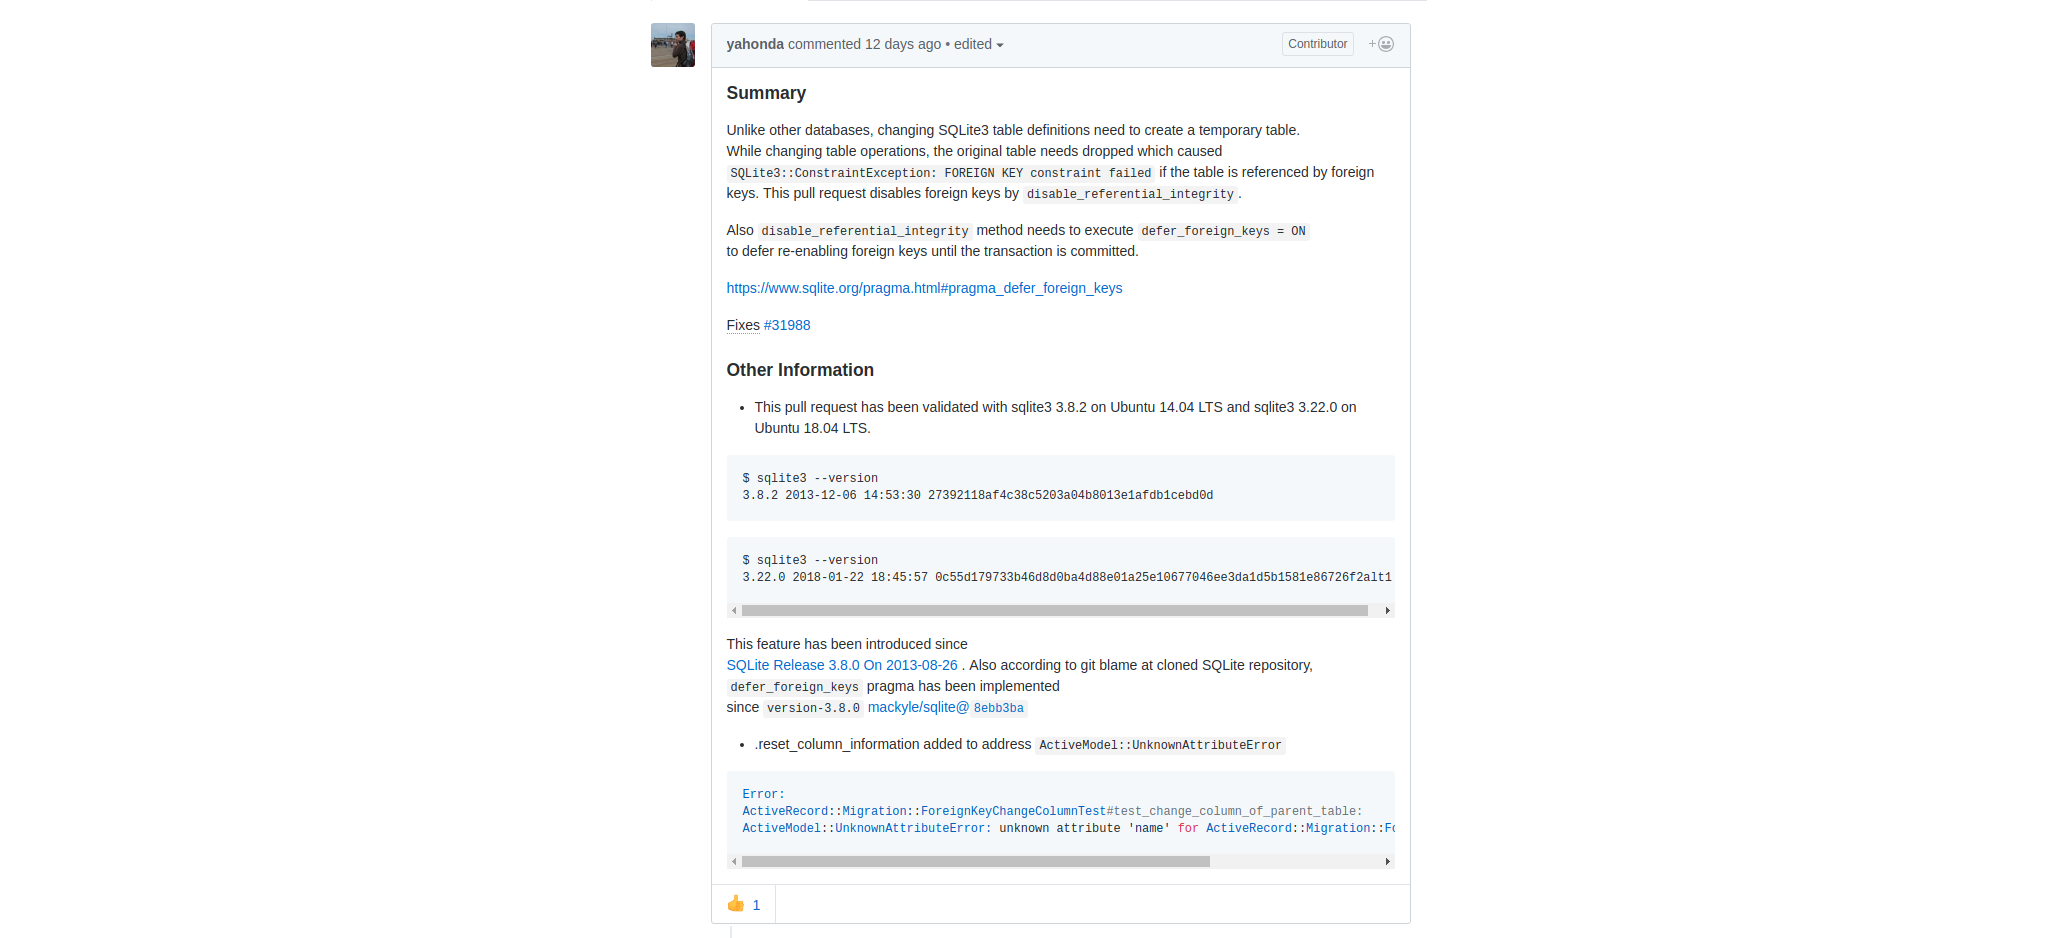 yahonda commented 12 days ago • edited
Contributor
Summary
Unlike other databases, changing SQLite3 table definitions need to create a temporary table.
While changing table operations, the original table needs dropped which caused
SQLite3::ConstraintException: FOREIGN KEY constraint failed if the table is referenced by foreign
keys. This pull request disables foreign keys by disable_referential_integrity.
Also disable_referential_integrity method needs to execute defer_foreign_keys = ON
to defer re-enabling foreign keys until the transaction is committed.
https://www.sqlite.org/pragma.html#pragma_defer_foreign_keys
Fixes #31988
Other Information
• This pull request has been validated with sqlite3 3.8.2 on Ubuntu 14.04 LTS and sqlite3 3.22.0 on
Ubuntu 18.04 LTS.
$ sqlite3 --version
3.8.2 2013-12-06 14:53:30 27392118af4c38c5203a04b8013e1afdb1cebd0d
$ sqlite3 --version
3.22.0 2018-01-22 18:45:57 0c55d179733b46d8d0ba4d88e01a25e10677046ee3da1d5b1581e86726f2alt1
This feature has been introduced since
SQLite Release 3.8.0 On 2013-08-26 . Also according to git blame at cloned SQLite repository,
defer_foreign_keys pragma has been implemented
since version-3.8.0 mackyle/sqlite@8ebb3ba
• .reset_column_information added to address ActiveModel::UnknownAttributeError
Error:
ActiveRecord::Migration::ForeignKeyChangeColumnTest#test_change_column_of_parent_table:
ActiveModel::UnknownAttributeError: unknown attribute 'name' for ActiveRecord::Migration::Fo
1